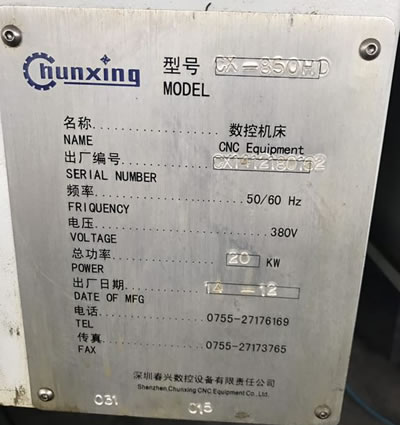 Chunxing
型号 CX-850HD
MODEL
名称 数控机床
NAME CNC Equipment
出厂编号
SERIAL NUMBER
频率 50/60 Hz
FRIQUENCY
电压 380V
VOLTAGE
总功率 20 KW
POWER
出厂日期 14-12
DATE OF MFG
电话
TEL 0755-27176169
传真
FAX 0755-27173765
深圳春兴数控设备有限责任公司
Shenzhen.Chunxing CNC Equipment Co., Ltd.
031 C15